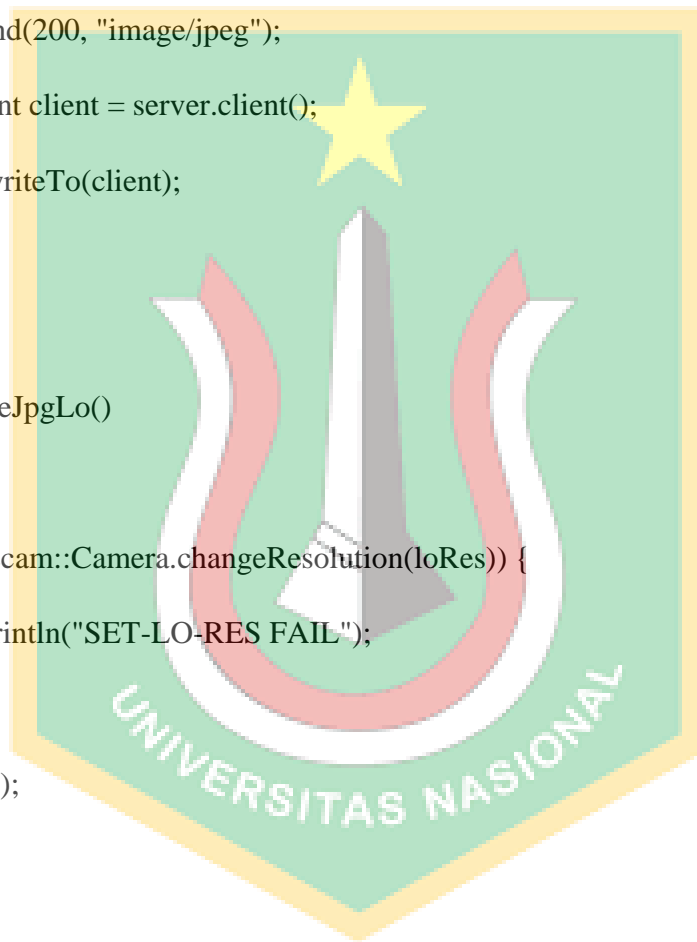 nd(200, "image/jpeg");
nt client = server.client();
writeTo(client);
eJpgLo()
cam::Camera.changeResolution(loRes)) {
rintln("SET-LO-RES FAIL");
);
UNIVERSITAS NASIONAL